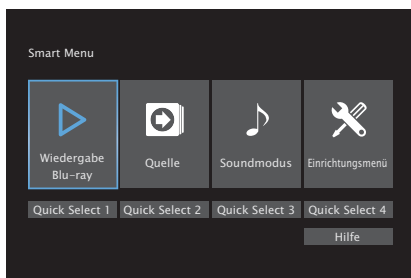 Smart Menu
Wiedergabe
Blu-ray
Quelle
Soundmodus
Einrichtungsmenü
Quick Select 1
Quick Select 2
Quick Select 3
Quick Select 4
Hilfe